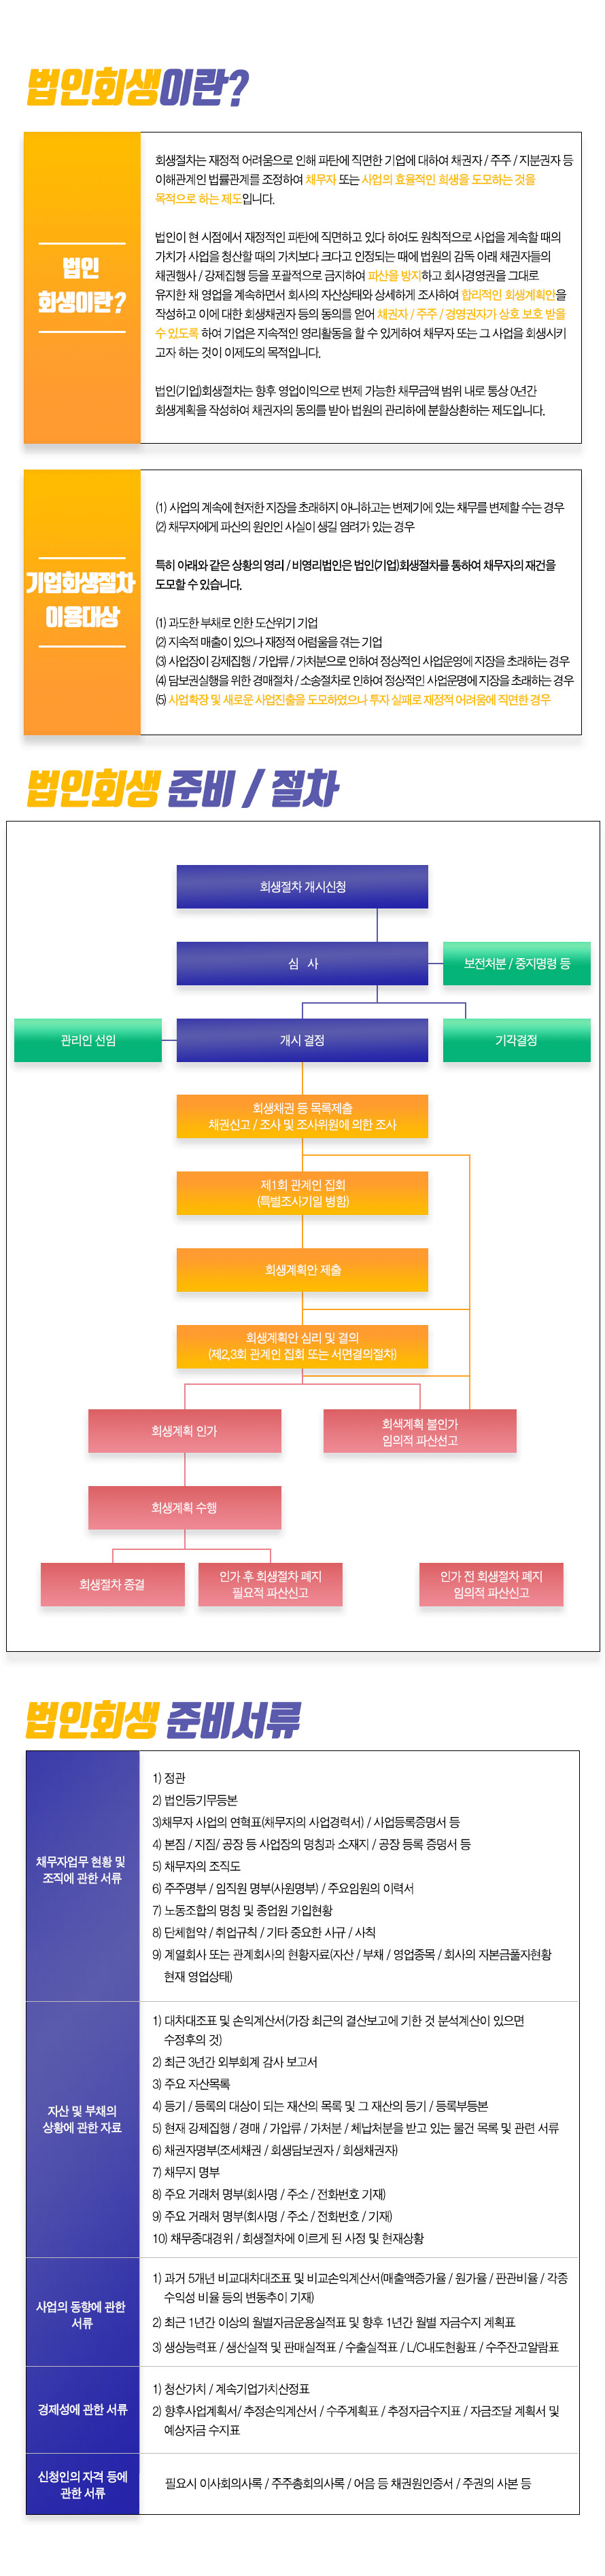 법인회생이란?
법인
회생이란?
회생절차는 재정적 어려움으로 인해 파탄에 직면한 기업에 대하여 채권자 / 주주 / 지분권자 등
이해관계인 법률관계를 조정하여 채무자 또는 사업의 효율적인 희생을 도모하는 것을
목적으로 하는 제도입니다.
법인이 현 시점에서 재정적인 파탄에 직면하고 있다 하여도 원칙적으로 사업을 계속할 때의
가치가 사업을 청산할 때의 가치보다 크다고 인정되는 때에 법원의 감독 아래 채권자들의
채권행사 / 강제집행 등을 포괄적으로 금지하여 파산을 방지하고 회사경영권을 그대로
유지한 채 영업을 계속하면서 회사의 자산상태와 상세하게 조사하여 합리적인 회생계획안을
작성하고 이에 대한 회생채권자 등의 동의를 얻어 채권자 / 주주 / 경영권자가 상호 보호 받을
수 있도록 하여 기업은 지속적인 영리활동을 할 수 있게하여 채무자 또는 그 사업을 회생시키
고자 하는 것이 이제도의 목적입니다.
법인(기업)회생절차는 향후 영업이익으로 변제 가능한 채무금액 범위 내로 통상 0년간
회생계획을 작성하여 채권자의 동의를 받아 법원의 관리하에 분할상환하는 제도입니다.
기업회생절차
이용대상
(1) 사업의 계속에 현저한 지장을 초래하지 아니하고는 변제기에 있는 채무를 변제할 수는 경우
(2) 채무자에게 파산의 원인인 사실이 생길 염려가 있는 경우
특히 아래와 같은 상황의 영리 / 비영리법인은 법인(기업)회생절차를 통하여 채무자의 재건을
도모할 수 있습니다.
(1) 과도한 부채로 인한 도산위기 기업
(2) 지속적 매출이 있으나 재정적 어렴움을 겪는 기업
(3) 사업장이 강제집행 / 가압류 / 가처분으로 인하여 정상적인 사업운영에 지장을 초래하는 경우
(4) 담보권실행을 위한 경매절차 / 소송절차로 인하여 정상적인 사업운명에 지장을 초래하는 경우
(5) 사업확장 및 새로운 사업진출을 도모하였으나 투자 실패로 재정적 어려움에 직면한 경우
법인회생 준비 / 절차
회생절차 개시신청
심 사
보전처분 / 중지명령 등
관리인 선임
개시 결정
기각결정
회생채권 등 목록제출
채권신고 / 조사 및 조사위원에 의한 조사
제1회 관계인 집회
(특별조사기일 병합)
회생계획안 제출
회생계획안 심리 및 결의
(제2,3회 관계인 집회 또는 서면결의절차)
회생계획 인가
회색계획 불인가
임의적 파산선고
회생계획 수행
회생절차 종결
인가 후 회생절차 폐지
필요적 파산신고
인가 전 회생절차 폐지
임의적 파산신고
법인회생 준비서류
채무자업무 현황 및
조직에 관한 서류
1) 정관
2) 법인등기무등본
3)채무자 사업의 연혁표(채무자의 사업경력서) / 사업등록증명서 등
4) 본짐 / 지짐/ 공장 등 사업장의 명칭과 소재지 / 공장 등록 증명서 등
5) 채무자의 조직도
6) 주주명부 / 임직원 명부(사원명부) / 주요임원의 이력서
7) 노동조합의 명칭 및 종업원 가입현황
8) 단체협약 / 취업규칙 / 기타 중요한 사규 / 사칙
9) 계열회사 또는 관계회사의 현황자료(자산 / 부채 / 영업종목 / 회사의 자본금풀자현황
현재 영업상태)
자산 및 부채의
상황에 관한 자료
1) 대차대조표 및 손익계산서(가장 최근의 결산보고에 기한 것 분석계산이 있으면
수정후의 것)
2) 최근 3년간 외부회계 감사 보고서
3) 주요 자산목록
4) 등기 / 등록의 대상이 되는 재산의 목록 및 그 재산의 등기 / 등록부등본
5) 현재 강제집행 / 경매 / 가압류 / 가처분 / 체납처분을 받고 있는 물건 목록 및 관련 서류
6) 채권자명부(조세채권 / 회생담보권자 / 회생채권자)
7) 채무지 명부
8) 주요 거래처 명부(회사명 / 주소 / 전화번호 기재)
9) 주요 거래처 명부(회사명 / 주소 / 전화번호 / 기재)
10) 채무종대경위 / 회생절차에 이르게 된 사정 및 현재상황
사업의 동향에 관한
서류
1) 과거 5개년 비교대차대조표 및 비교손익계산서(매출액증가율 / 원가율 / 판관비율 / 각종
수익성 비율 등의 변동추이 기재)
2) 최근 1년간 이상의 월별자금운용실적표 및 향후 1년간 월별 자금수지 계획표
3) 생상능력표 / 생신실적 및 판매실적표 / 수출실적표 / L/C내도현황표 / 수주잔고알람표
경제성에 관한 서류
1) 청산가치 / 계속기업가치산정표
2) 향후사업계획서/ 추정손익계산서 / 수주계획표 / 추정자금수지표 / 자금조달 계획서 및
예상자금 수지표
신청인의 자격 등에
관한 서류
필요시 이사회의사록 / 주주총회의사록 / 어음 등 채권원인증서 / 주권의 사본 등